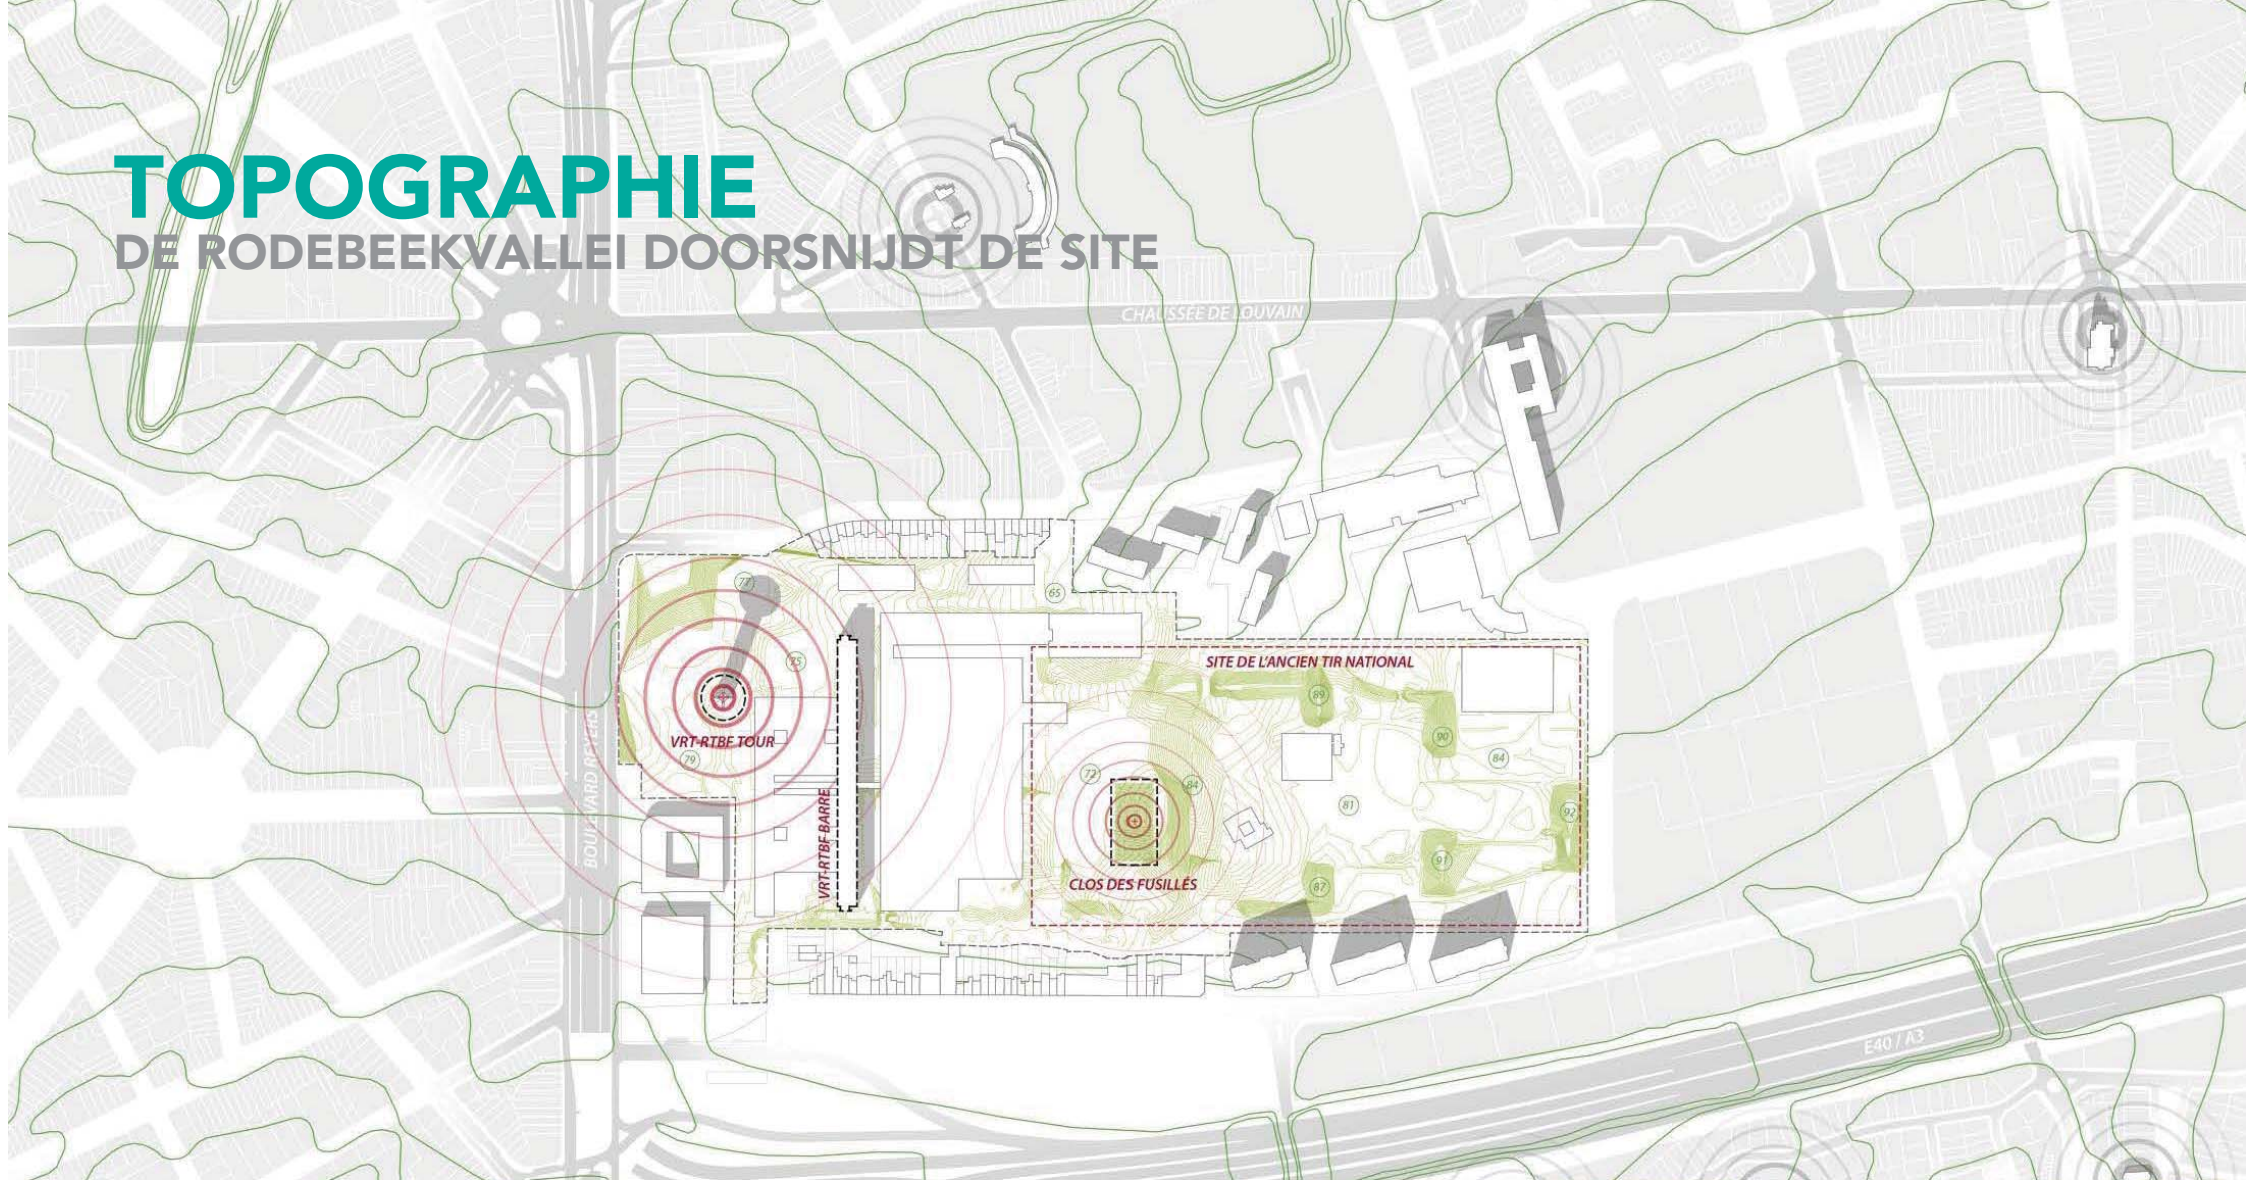 TOPOGRAPHIE
DE RODEBEEKVALLEI DOORSNIJDT DE SITE
CHAUSSÉE DE LOUVAIN
77
65
75
SITE DE L'ANCIEN TIR NATIONAL
89
VRT-RTBF TOUR
90
79
84
72
84
81
92
BOULEVARD REYERS
VRT-RTBF BARRE
91
CLOS DES FUSILLÉS
87
E40 / A3